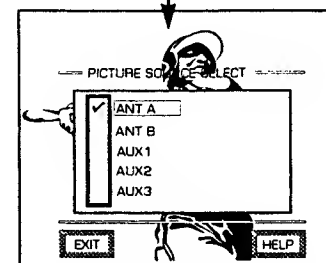 PICTURE SOURCE SELECT
ANT A
ANT B
AUX1
AUX2
AUX3
EXIT
HELP